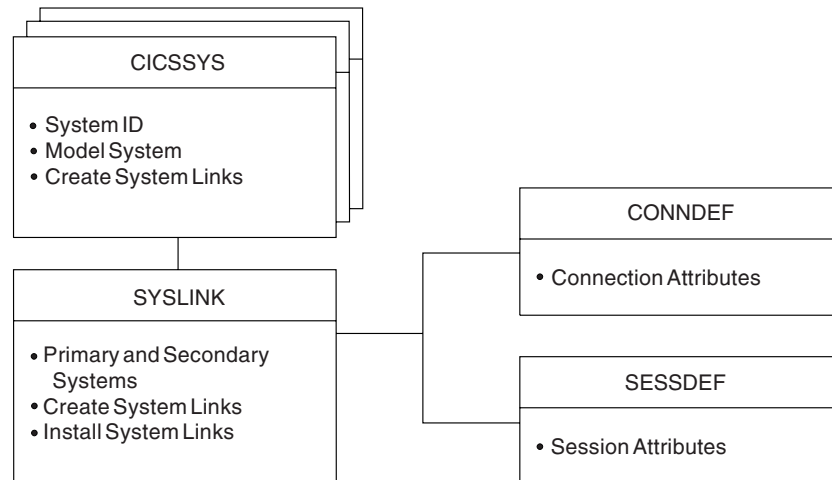 CICSSYS
• System ID
• Model System
• Create System Links
SYSLINK
• Primary and Secondary
Systems
• Create System Links
• Install System Links
CONNDEF
• Connection Attributes
SESSDEF
• Session Attributes